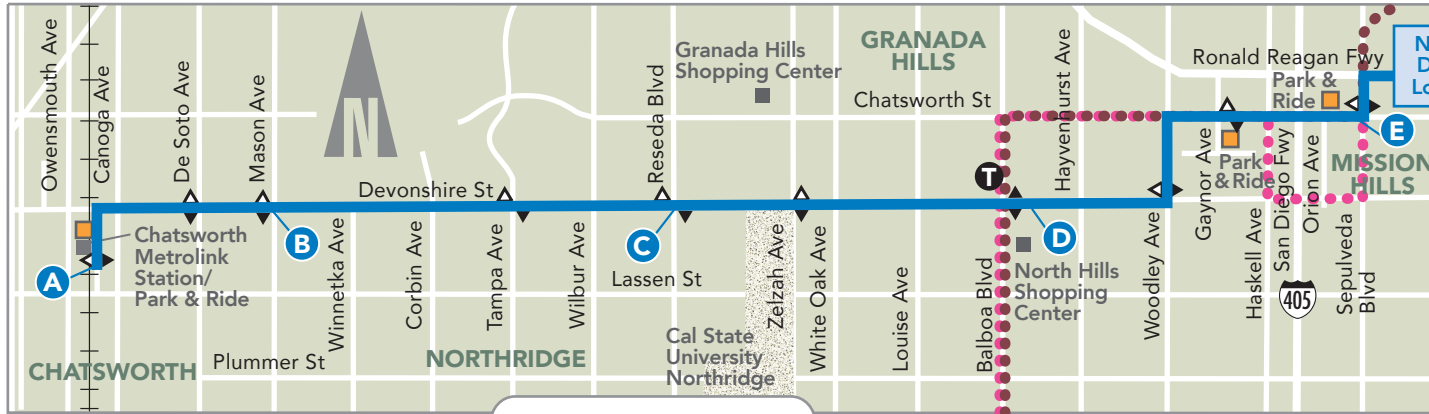 Owensmouth Ave
Canoga Ave
De Soto Ave
Mason Ave
N
Granada Hills
Shopping Center
Reseda Blvd
GRANADA
HILLS
Chatsworth St
Hayvenhurst Ave
Ronald Reagan Fwy
Park &
Ride
E
Devonshire St
T
Gaynor Ave
Park
& Ride
San Diego Fwy
Orion Ave
MISSION
HILLS
A
Chatsworth
Metrolink
Station/
Park & Ride
B
Winnetka Ave
Corbin Ave
Tampa Ave
Wilbur Ave
C
Lassen St
Zelzah Ave
White Oak Ave
Louise Ave
Balboa Blvd
D
North Hills
Shopping
Center
Woodley Ave
Haskell Ave
405
Sepulveda
Blvd
CHATSWORTH
Plummer St
NORTHRIDGE
Cal State
University
Northridge